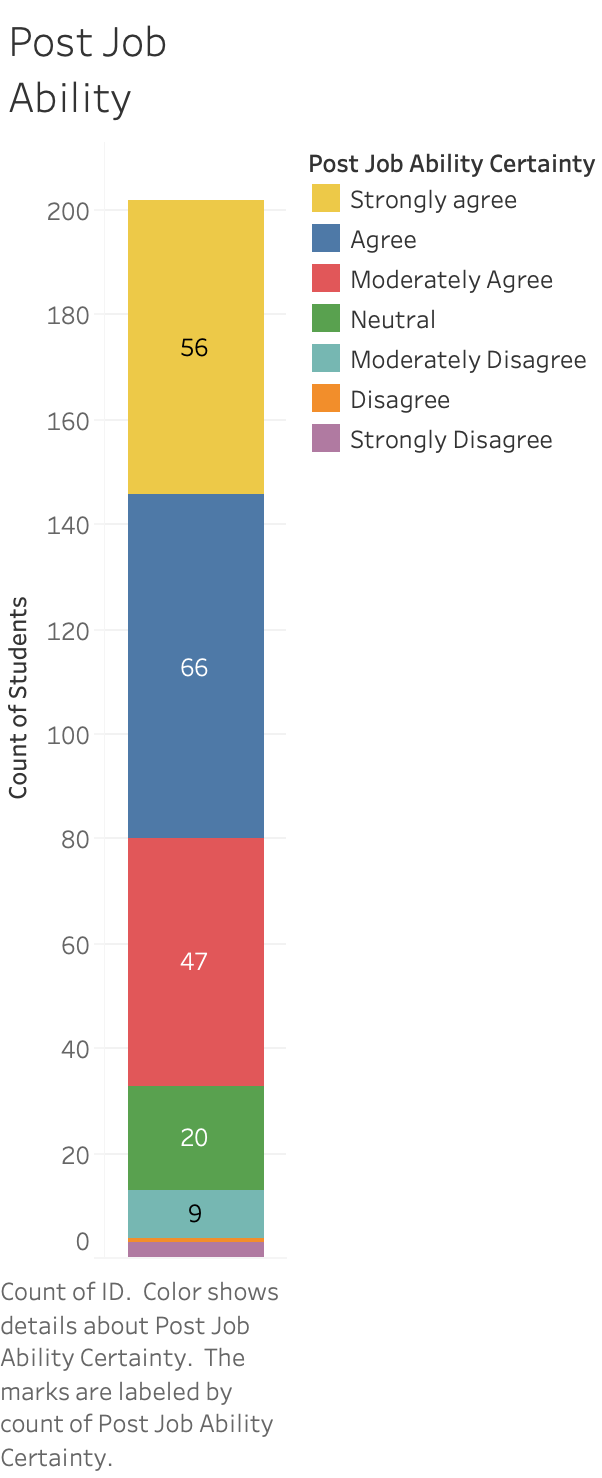 Post Job
Ability
Post Job Ability Certainty
Strongly agree
Agree
Moderately Agree
Neutral
Moderately Disagree
Disagree
Strongly Disagree
Count of Students
200
180
160
140
120
100
80
60
40
20
0
56
66
47
20
9
Count of ID.  Color shows
details about Post Job
Ability Certainty.  The
marks are labeled by
count of Post Job Ability
Certainty.